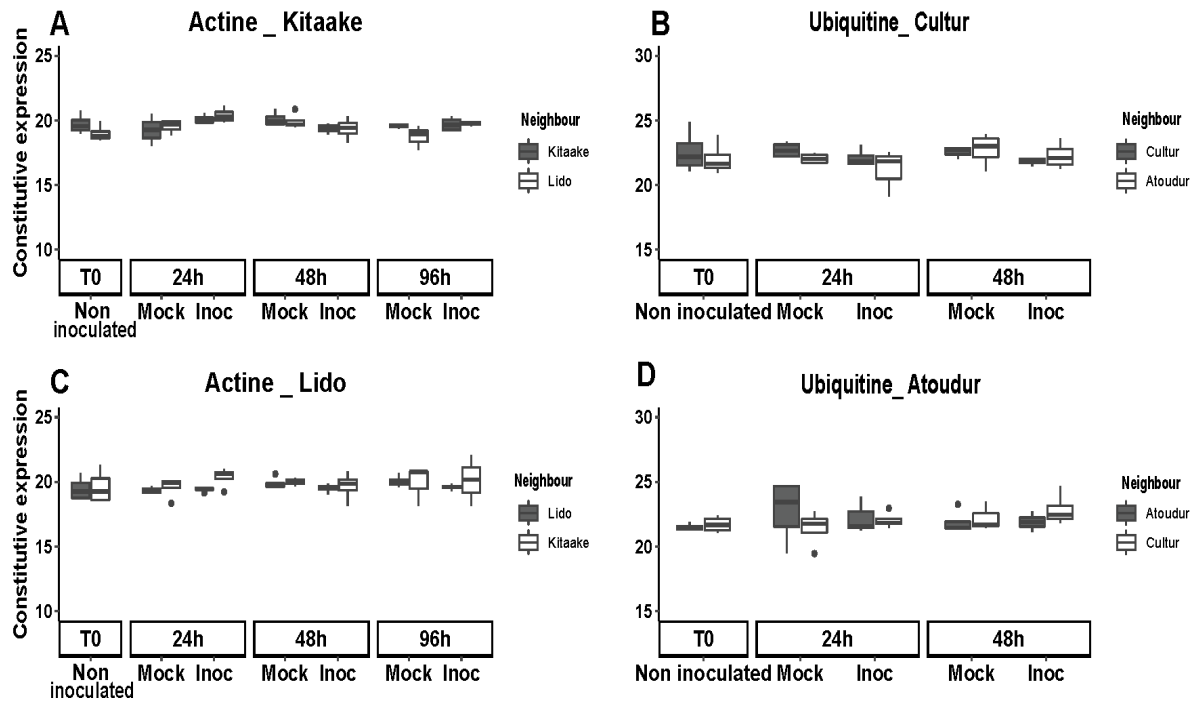 A
Actine _ Kitaake
Constitutive expression
25
20
15
10
T0
24h
48h
96h
Non
inoculated
Mock Inoc
Mock Inoc
Mock Inoc
Neighbour
Kitaake
Lido
B
Ubiquitine_ Cultur
30
25
20
15
T0
24h
48h
Non inoculated Mock Inoc Mock Inoc
Neighbour
Cultur
Atoudur
C
Actine _ Lido
Constitutive expression
25
20
15
10
T0
24h
48h
96h
Non
inoculated
Mock Inoc
Mock Inoc
Mock Inoc
Neighbour
Lido
Kitaake
D
Ubiquitine_ Atoudur
30
25
20
15
T0
24h
48h
Non inoculated Mock Inoc Mock Inoc
Neighbour
Atoudur
Cultur